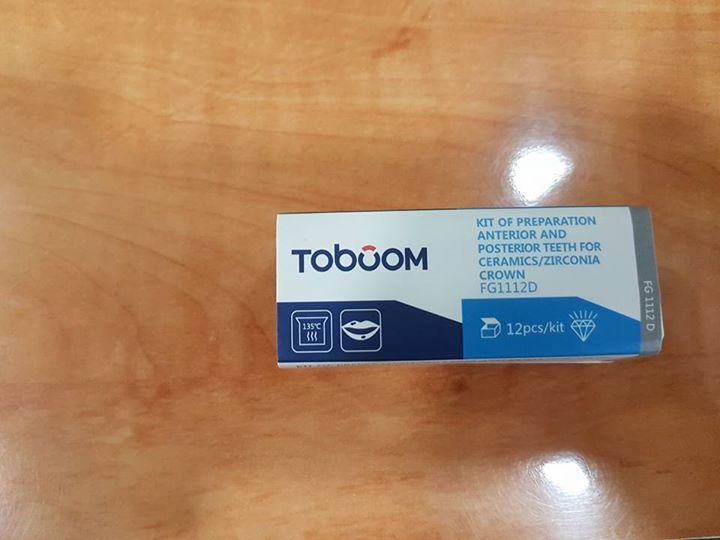 TOBOOM
KIT OF PREPARATION
ANTERIOR AND
POSTERIOR TEETH FOR
CERAMICS/ZIRCONIA
CROWN
FG1112D
135°C
12pcs/kit
FG 1112 D